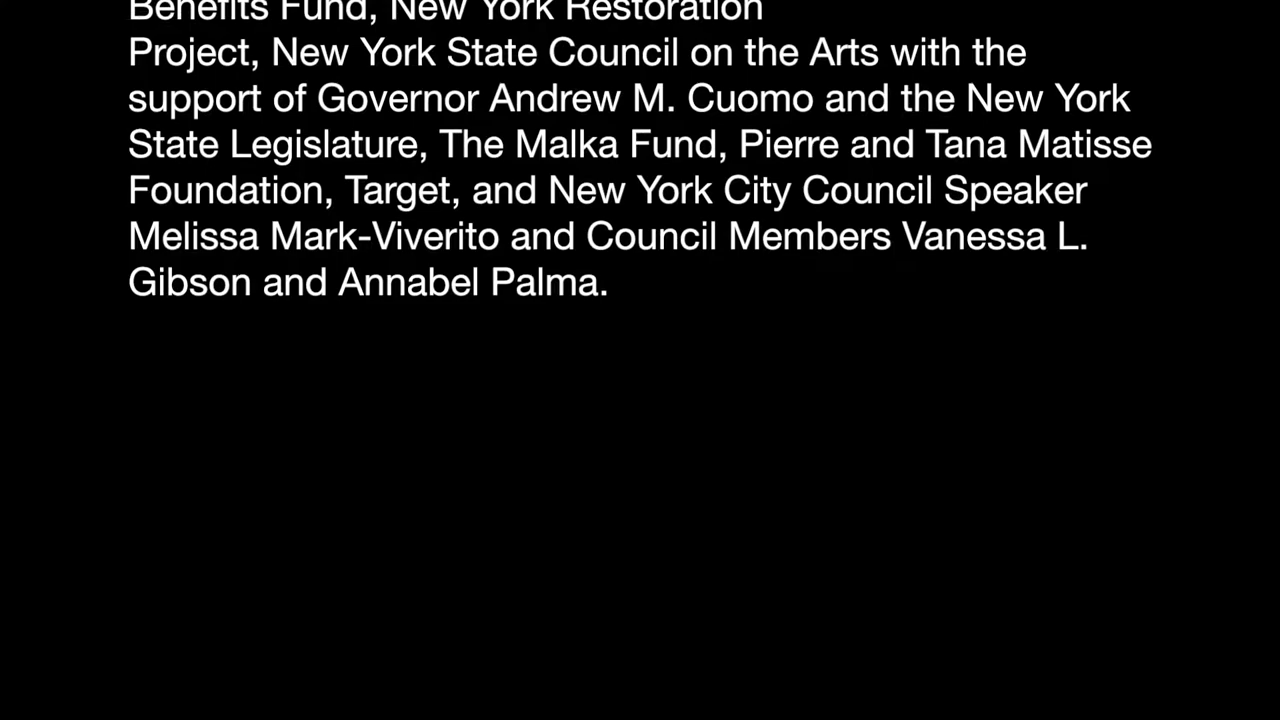 Benefits Fund, New York Restoration
Project, New York State Council on the Arts with the
support of Governor Andrew M. Cuomo and the New York
State Legislature, The Malka Fund, Pierre and Tana Matisse
Foundation, Target, and New York City Council Speaker
Melissa Mark-Viverito and Council Members Vanessa L.
Gibson and Annabel Palma.